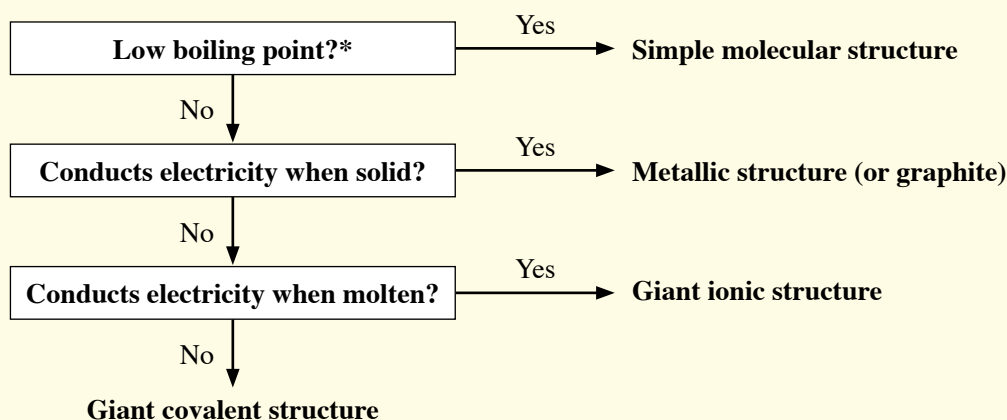 Low boiling point?*
Yes
Simple molecular structure
No
Conducts electricity when solid?
Yes
Metallic structure (or graphite)
No
Conducts electricity when molten?
Yes
Giant ionic structure
No
Giant covalent structure